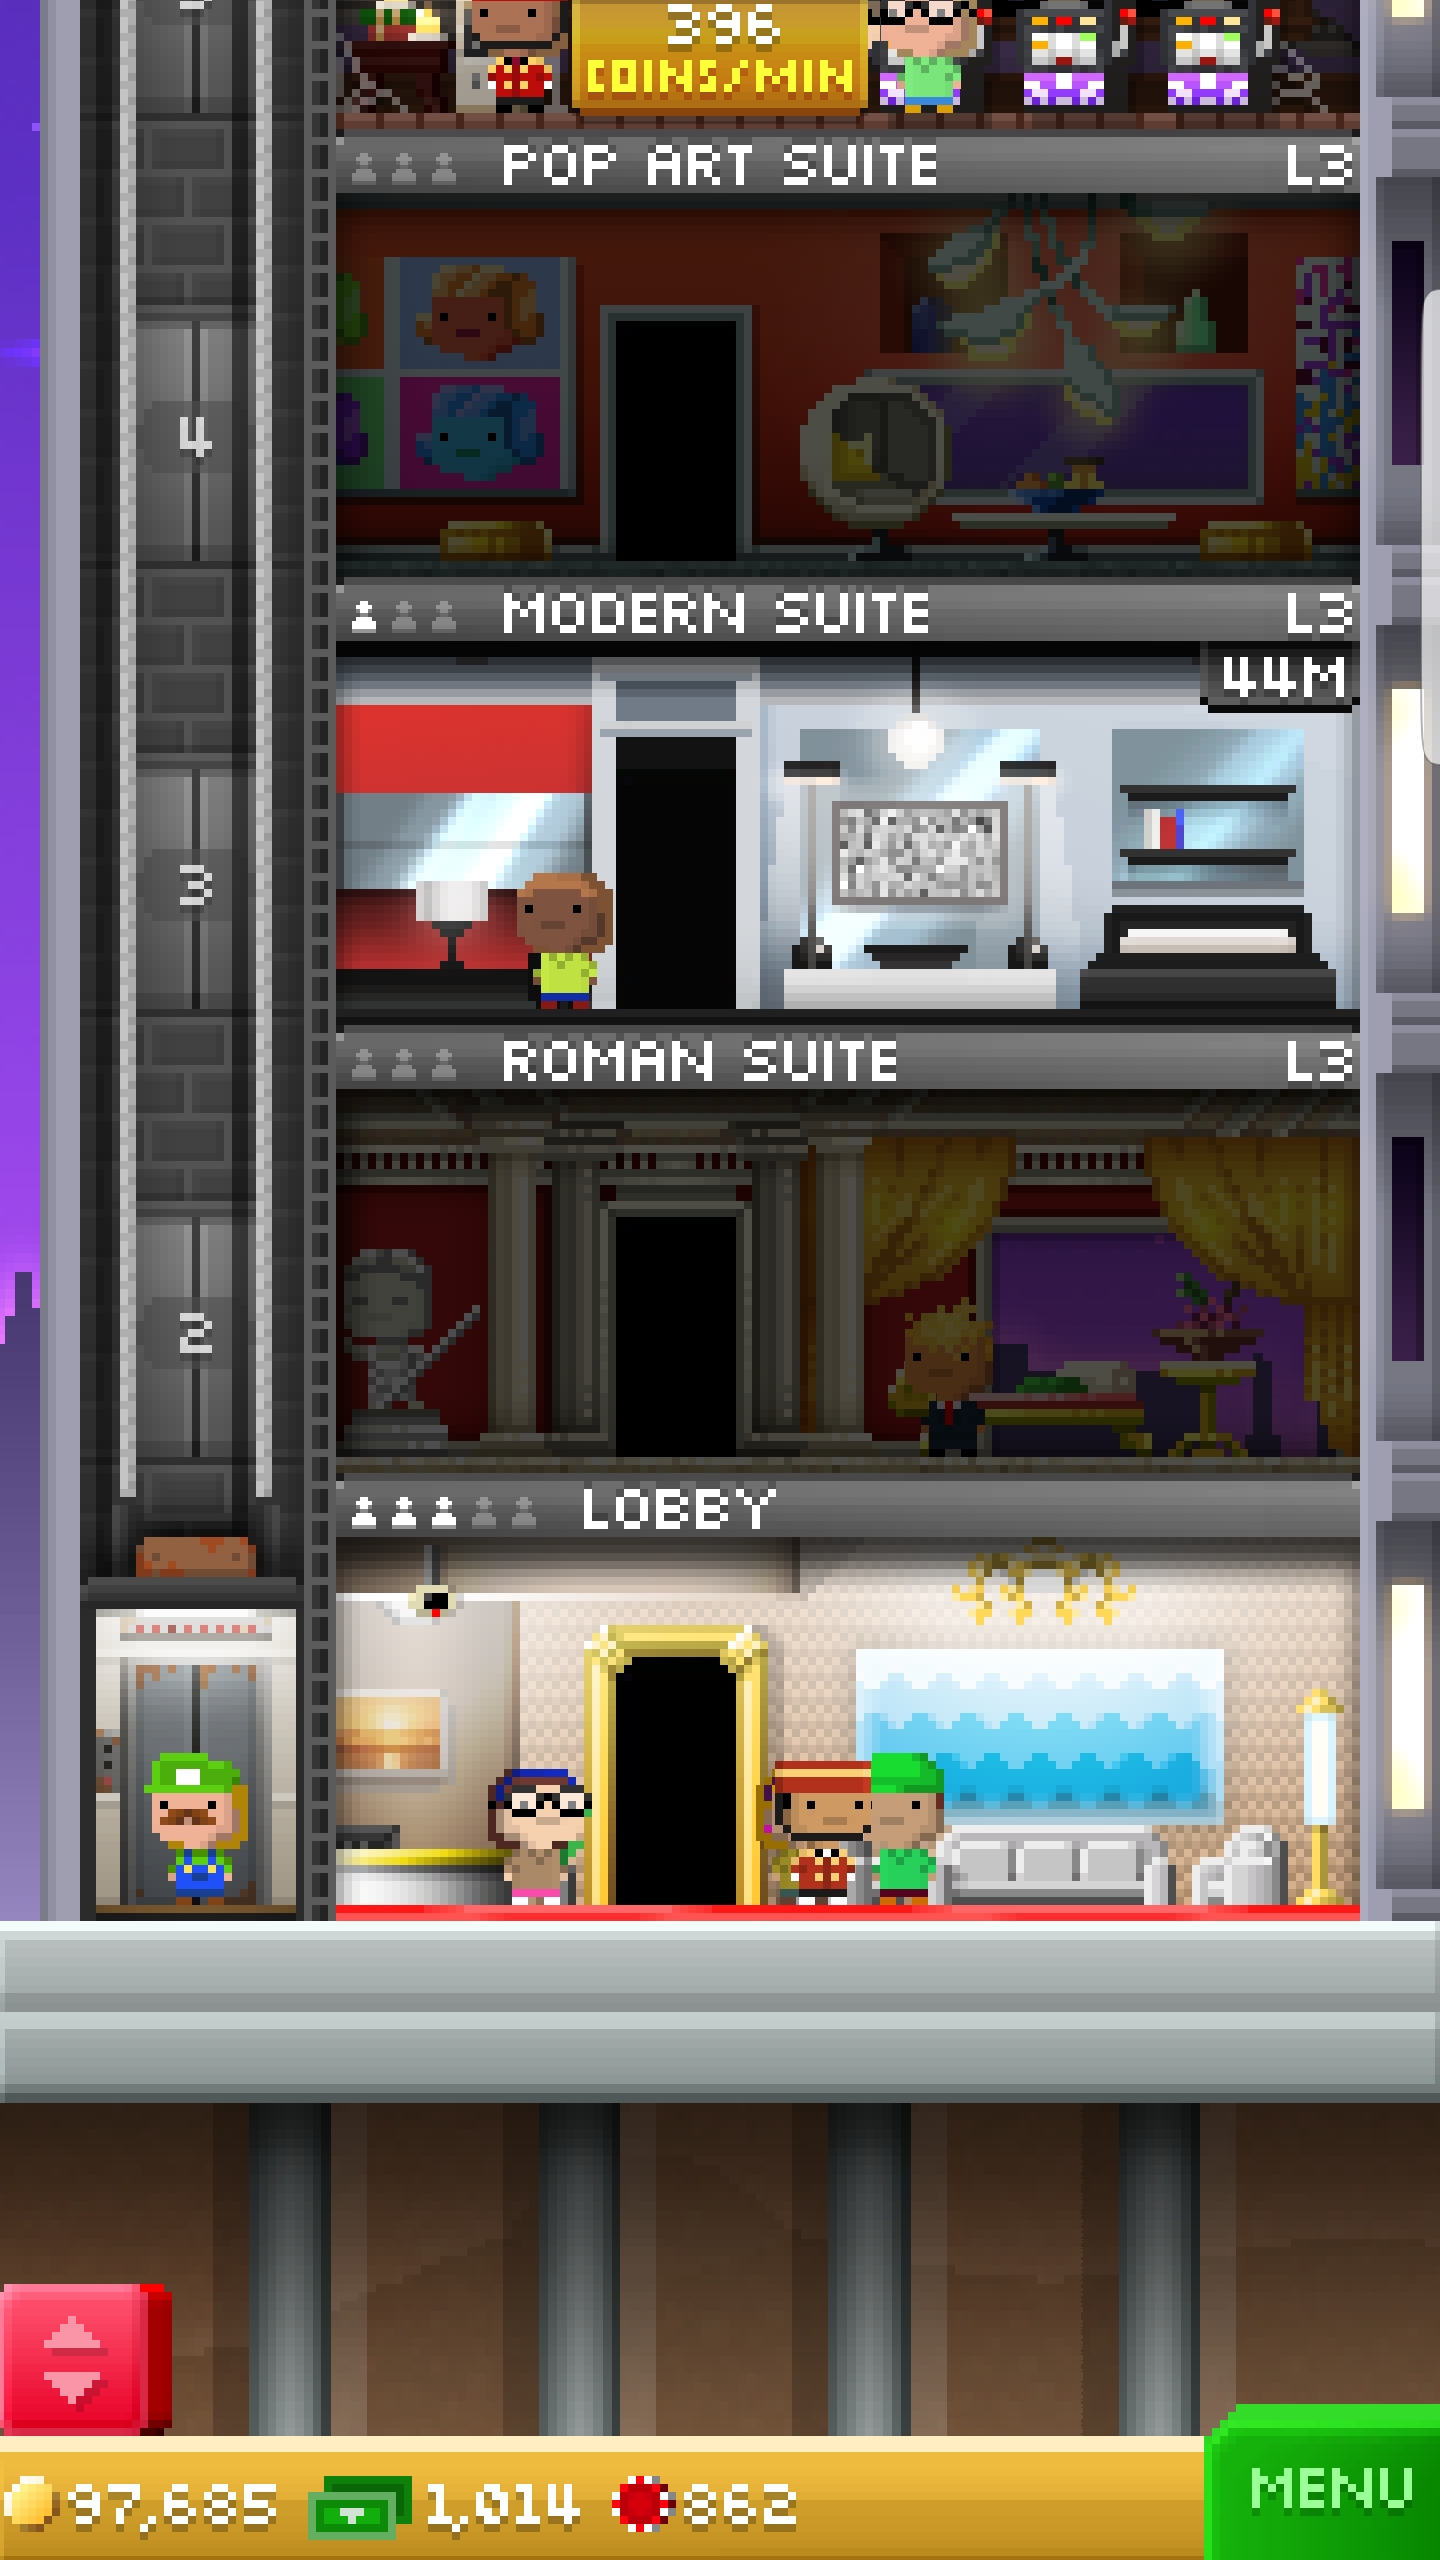 396
COINS/MIN
POP ART SUITE L3
4
MODERN SUITE L3
44M
3
ROMAN SUITE L3
2
LOBBY
97,685 1,014 862
MENU